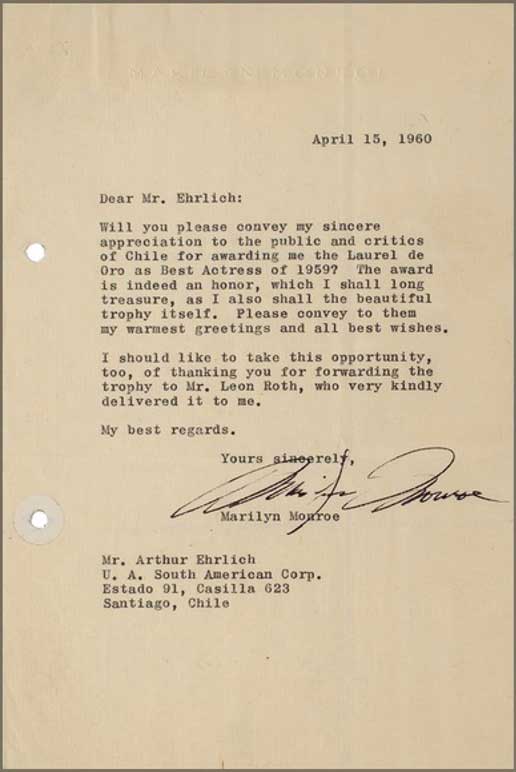 MARILYN MONROE
April 15, 1960
Dear Mr. Ehrlich:
Will you please convey my sincere
appreciation to the public and critics
of Chile for awarding me the Laurel de
Oro as Best Actress of 1959?  The award
is indeed an honor, which I shall long
treasure, as I also shall the beautiful
trophy itself.  Please convey to them
my warmest greetings and all best wishes.
I should like to take this opportunity,
too, of thanking you for forwarding the
trophy to Mr. Leon Roth, who very kindly
delivered it to me.
My best regards.
Yours sincerely,
Marilyn Monroe
Marilyn Monroe
Mr. Arthur Ehrlich
U. A. South American Corp.
Estado 91, Casilla 623
Santiago, Chile